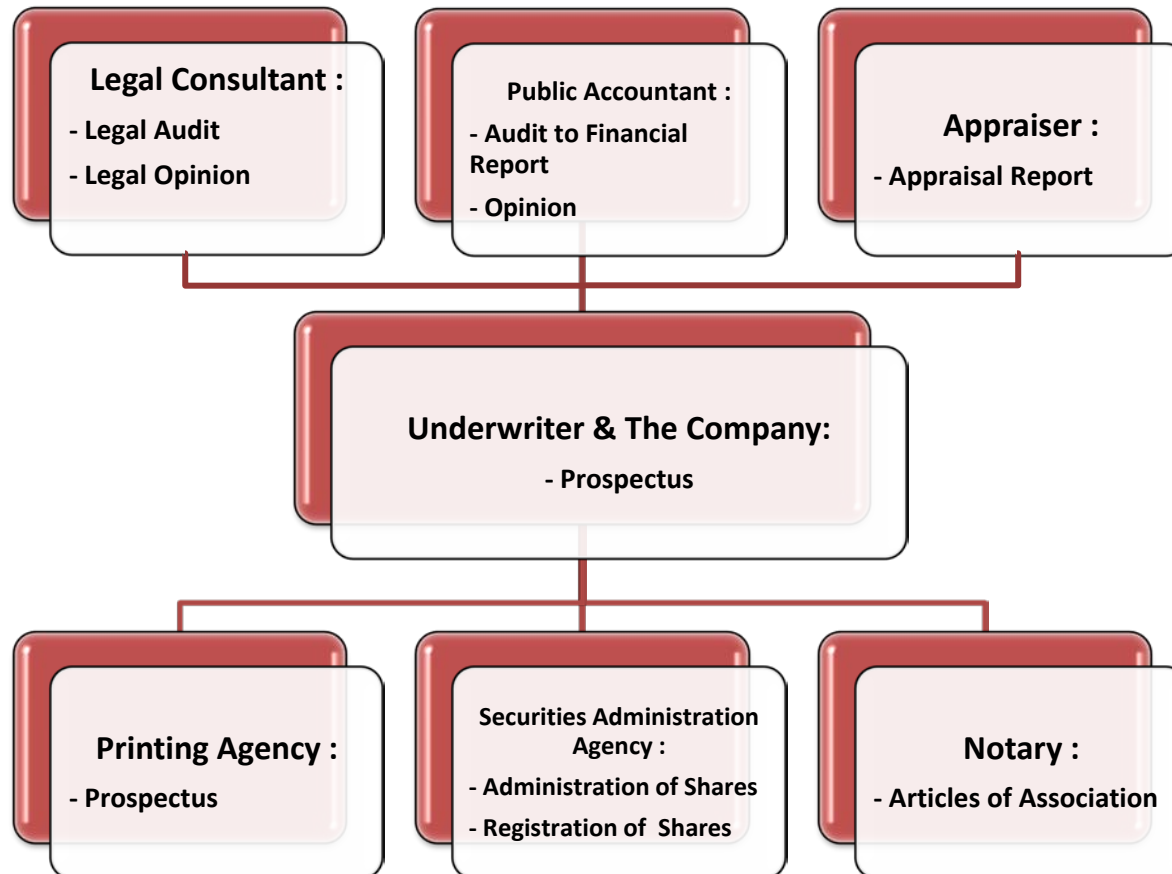 Legal Consultant :
- Legal Audit
- Legal Opinion
Public Accountant :
- Audit to Financial
Report
- Opinion
Appraiser :
- Appraisal Report
Underwriter & The Company:
- Prospectus
Printing Agency :
- Prospectus
Securities Administration
Agency :
- Administration of Shares
- Registration of  Shares
Notary :
- Articles of Association